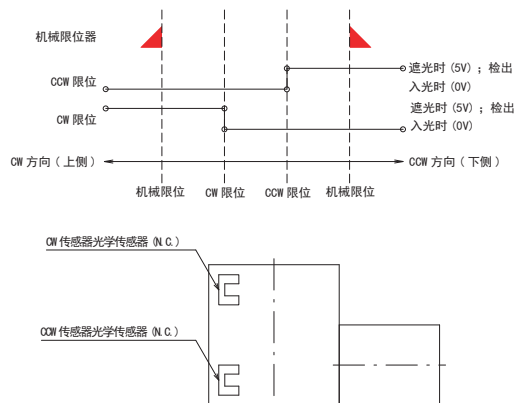 机械限位器
CCW 限位
遮光时 (5V) ；检出
入光时 (0V)
CW 限位
遮光时 (5V) ；检出
入光时 (0V)
CW 方向 ( 上侧 )
CCW 方向 ( 下侧 )
机械限位
CW 限位
CCW 限位
机械限位
CW 传感器光学传感器 (N.C.)
CCW 传感器光学传感器 (N.C.)